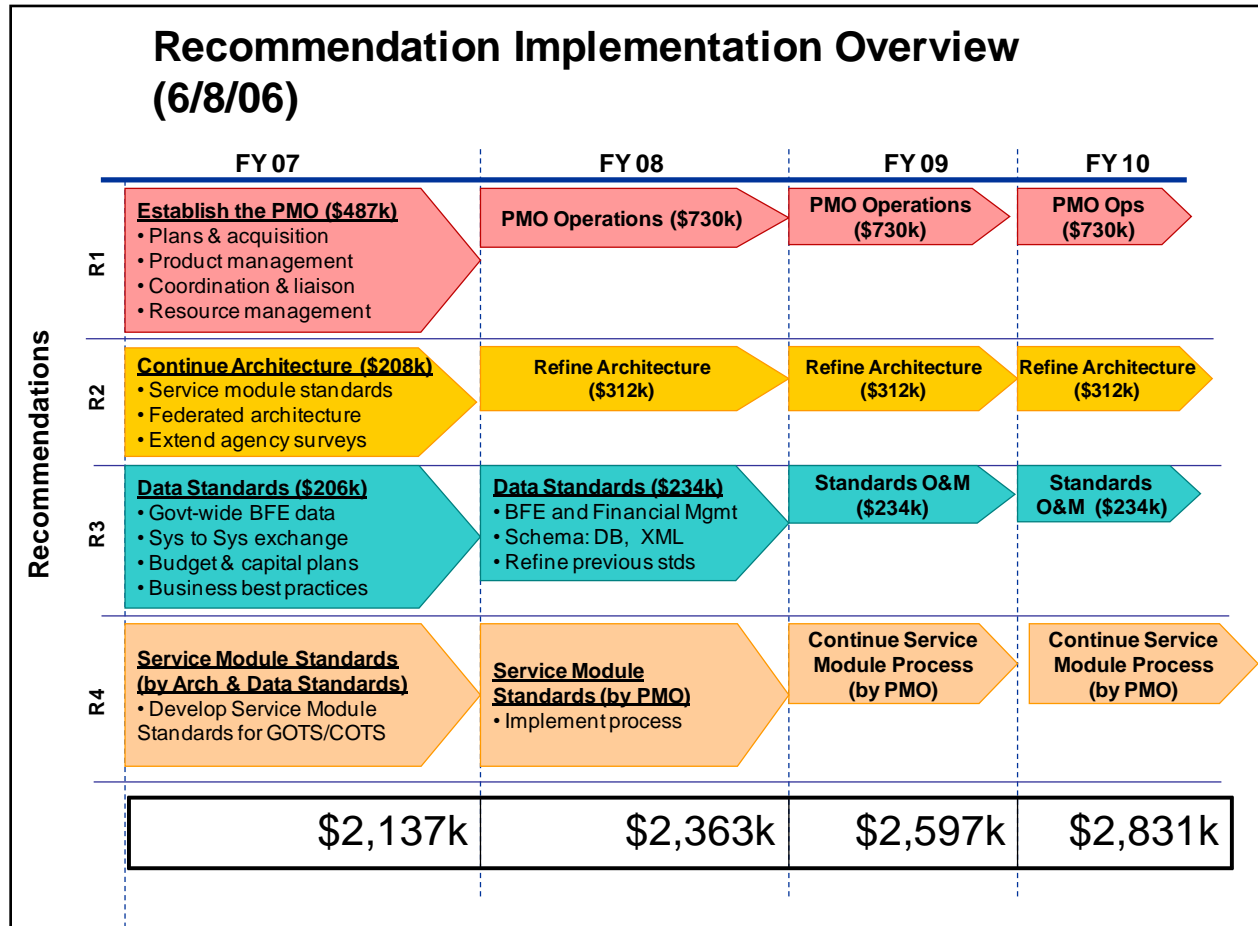 Recommendation Implementation Overview
(6/8/06)
FY 07
FY 08
FY 09
FY 10
Recommendations
R1
Establish the PMO ($487k)
• Plans & acquisition
• Product management
• Coordination & liaison
• Resource management
PMO Operations ($730k)
PMO Operations
($730k)
PMO Ops
($730k)
R2
Continue Architecture ($208k)
• Service module standards
• Federated architecture
• Extend agency surveys
Refine Architecture
($312k)
Refine Architecture
($312k)
Refine Architecture
($312k)
R3
Data Standards ($206k)
• Govt-wide BFE data
• Sys to Sys exchange
• Budget & capital plans
• Business best practices
Data Standards ($234k)
• BFE and Financial Mgmt
• Schema: DB, XML
• Refine previous stds
Standards O&M
($234k)
Standards
O&M ($234k)
R4
Service Module Standards
(by Arch & Data Standards)
• Develop Service Module
Standards for GOTS/COTS
Service Module
Standards (by PMO)
• Implement process
Continue Service
Module Process
(by PMO)
Continue Service
Module Process
(by PMO)
$2,137k
$2,363k
$2,597k
$2,831k